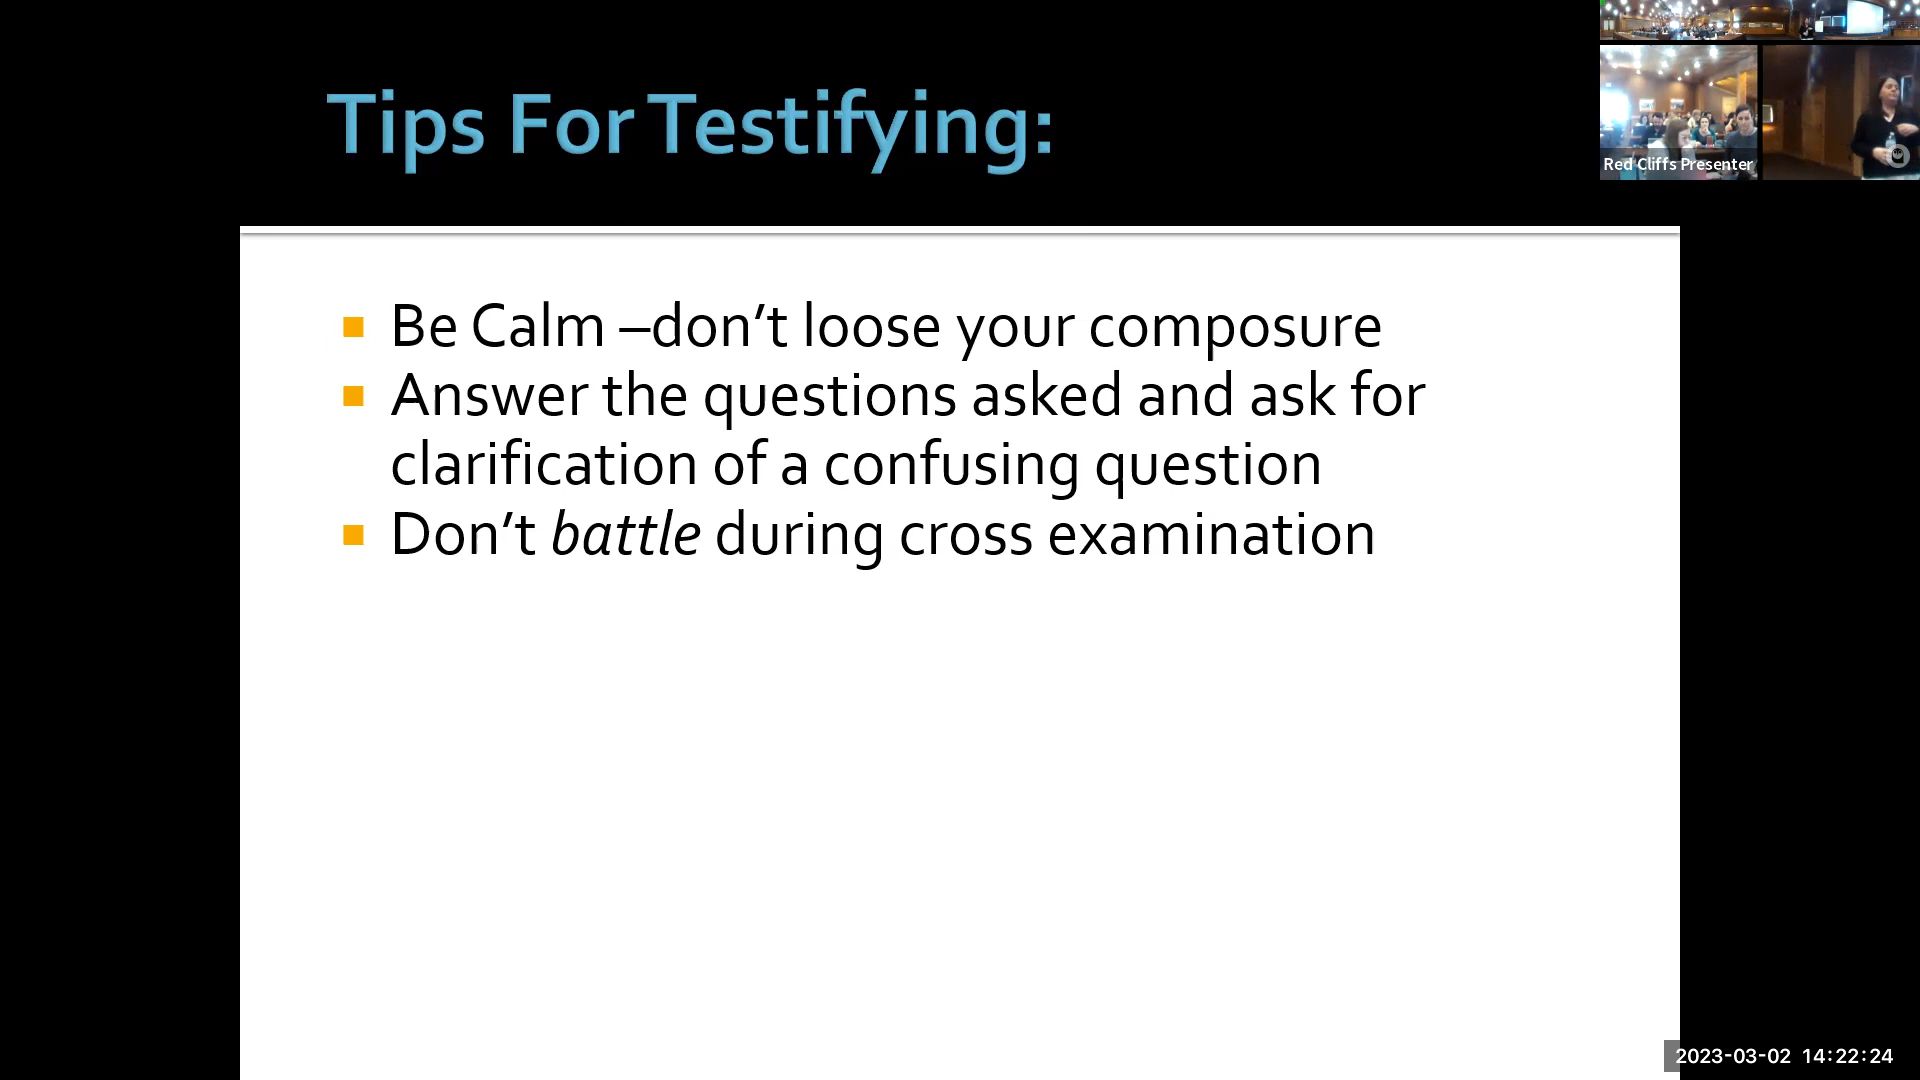 Tips For Testifying:
Red Cliffs Presenter
Be Calm –don’t loose your composure
Answer the questions asked and ask for
clarification of a confusing question
Don’t battle during cross examination
2023-03-02 14:22:24